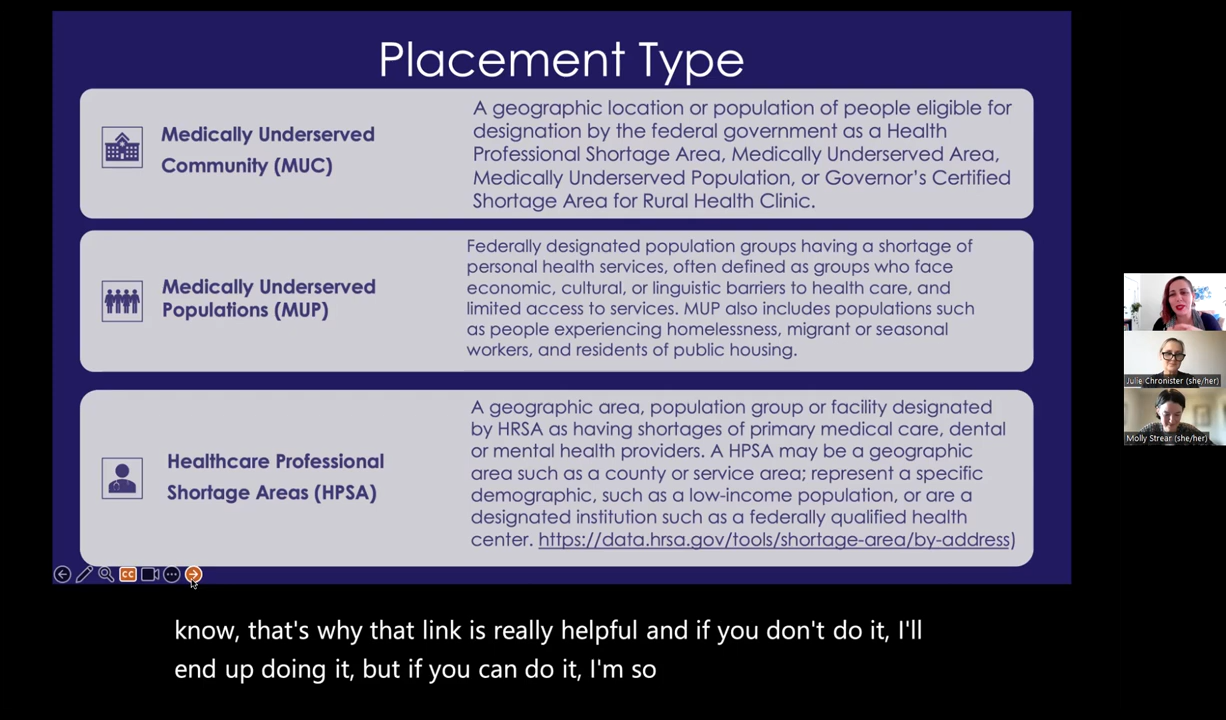 Placement Type
Medically Underserved
Community (MUC)
A geographic location or population of people eligible for
designation by the federal government as a Health
Professional Shortage Area, Medically Underserved Area,
Medically Underserved Population, or Governor's Certified
Shortage Area for Rural Health Clinic.
Medically Underserved
Populations (MUP)
Federally designated population groups having a shortage of
personal health services, often defined as groups who face
economic, cultural, or linguistic barriers to health care, and
limited access to services. MUP also includes populations such
as people experiencing homelessness, migrant or seasonal
workers, and residents of public housing.
Healthcare Professional
Shortage Areas (HPSA)
A geographic area, population group or facility designated
by HRSA as having shortages of primary medical care, dental
or mental health providers. A HPSA may be a geographic
area such as a county or service area; represent a specific
demographic, such as a low-income population, or are a
designated institution such as a federally qualified health
center. https://data.hrsa.gov/tools/shortage-area/by-address)
CC
Julie Chronister (she/her)
Molly Strear (she/her)
know, that's why that link is really helpful and if you don't do it, I'll
end up doing it, but if you can do it, I'm so